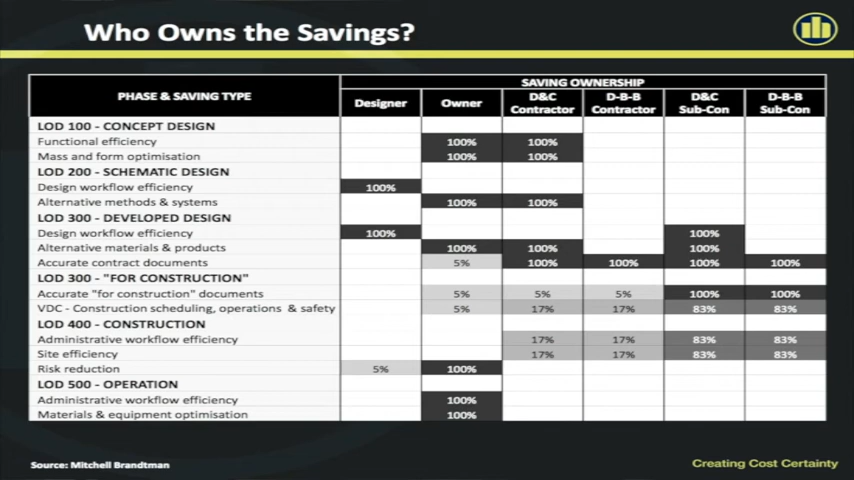 Who Owns the Savings?
PHASE & SAVING TYPE
SAVING OWNERSHIP
Designer Owner D&C Contractor D-B-B Contractor D&C Sub-Con D-B-B Sub-Con
LOD 100 - CONCEPT DESIGN
Functional efficiency 100% 100%
Mass and form optimisation 100% 100%
LOD 200 - SCHEMATIC DESIGN
Design workflow efficiency 100%
Alternative methods & systems 100% 100%
LOD 300 - DEVELOPED DESIGN
Design workflow efficiency 100% 100%
Alternative materials & products 100% 100% 100%
Accurate contract documents 5% 100% 100% 100% 100%
LOD 300 - "FOR CONSTRUCTION"
Accurate "for construction" documents 5% 5% 5% 100% 100%
VDC - Construction scheduling, operations & safety 5% 17% 17% 83% 83%
LOD 400 - CONSTRUCTION
Administrative workflow efficiency 17% 17% 83% 83%
Site efficiency 17% 17% 83% 83%
Risk reduction 5% 100%
LOD 500 - OPERATION
Administrative workflow efficiency 100%
Materials & equipment optimisation 100%
Source: Mitchell Brandtman
Creating Cost Certainty